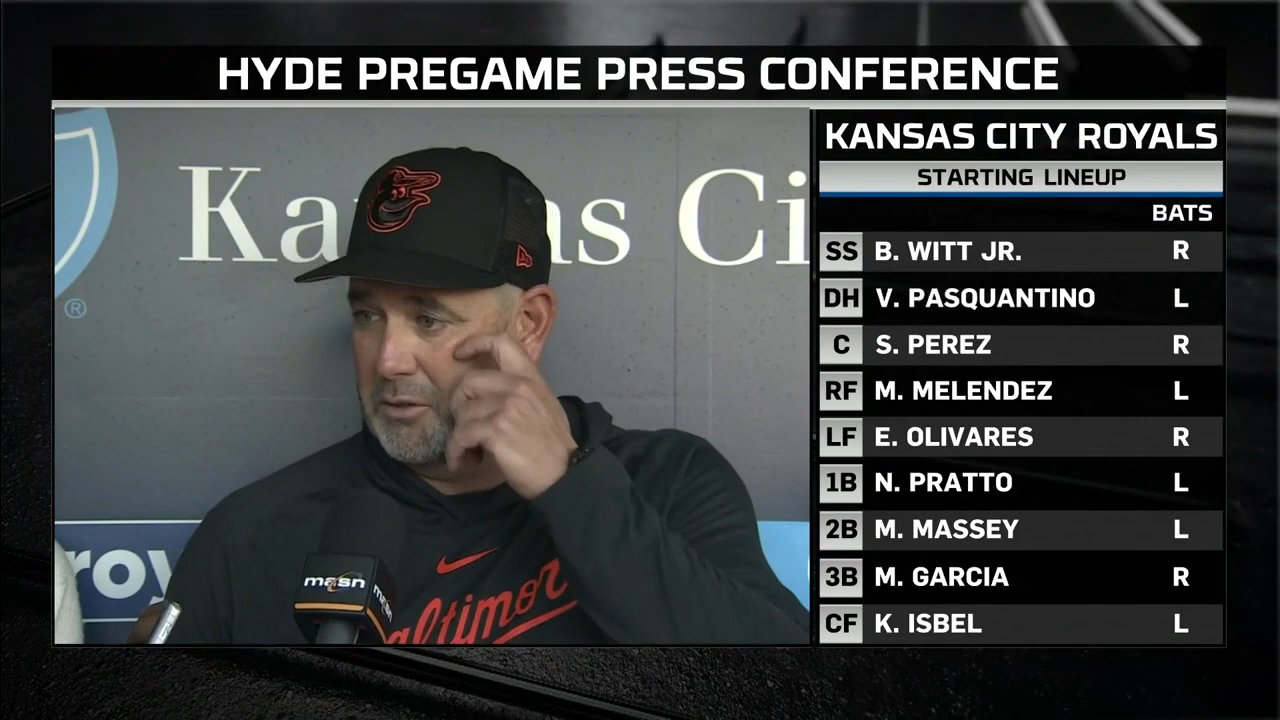 HYDE PREGAME PRESS CONFERENCE
Kansas Ci
®
roy
masn
Baltimore
KANSAS CITY ROYALS
STARTING LINEUP
BATS
SS B. WITT JR. R
DH V. PASQUANTINO L
C S. PEREZ R
RF M. MELENDEZ L
LF E. OLIVARES R
1B N. PRATTO L
2B M. MASSEY L
3B M. GARCIA R
CF K. ISBEL L